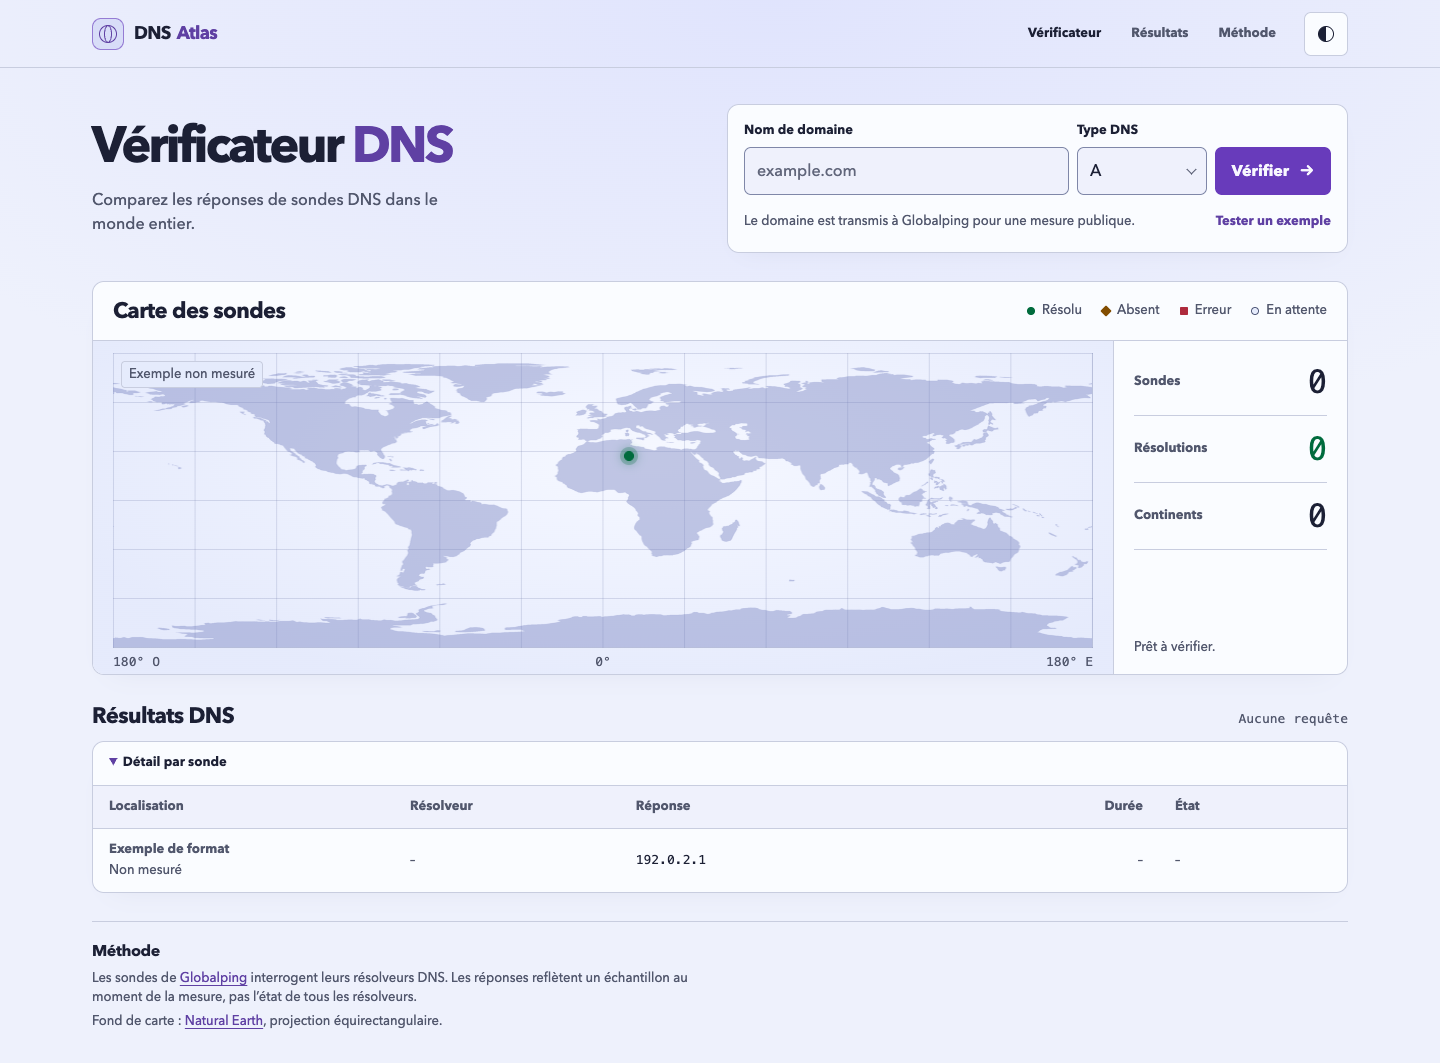 DNS Atlas
Vérificateur Résultats Méthode
Vérificateur DNS
Comparez les réponses de sondes DNS dans le
monde entier.
Nom de domaine Type DNS
example.com A Vérifier →
Le domaine est transmis à Globalping pour une mesure publique. Tester un exemple
Carte des sondes
Résolu Absent Erreur En attente
Exemple non mesuré
180° O 0° 180° E
Sondes 0
Résolutions 0
Continents 0
Prêt à vérifier.
Résultats DNS
Aucune requête
Détail par sonde
Localisation Résolveur Réponse Durée État
Exemple de format
Non mesuré
– 192.0.2.1 – –
Méthode
Les sondes de Globalping interrogent leurs résolveurs DNS. Les réponses reflètent un échantillon au
moment de la mesure, pas l’état de tous les résolveurs.
Fond de carte : Natural Earth, projection équirectangulaire.